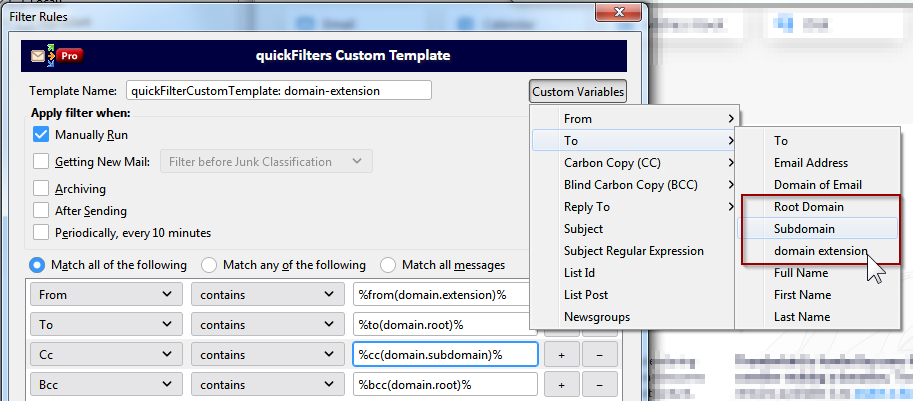 Filter Rules
Pro
quickFilters Custom Template
Template Name: quickFilterCustomTemplate: domain-extension
Custom Variables
Apply filter when:
Manually Run
Getting New Mail: Filter before Junk Classification
Archiving
After Sending
Periodically, every 10 minutes
Match all of the following Match any of the following Match all messages
From contains %from(domain.extension)%
To contains %to(domain.root)%
Cc contains %cc(domain.subdomain)% + −
Bcc contains %bcc(domain.root)% + −
From
To
Carbon Copy (CC)
Blind Carbon Copy (BCC)
Reply To
Subject
Subject Regular Expression
List Id
List Post
Newsgroups
To
Email Address
Domain of Email
Root Domain
Subdomain
domain extension
Full Name
First Name
Last Name